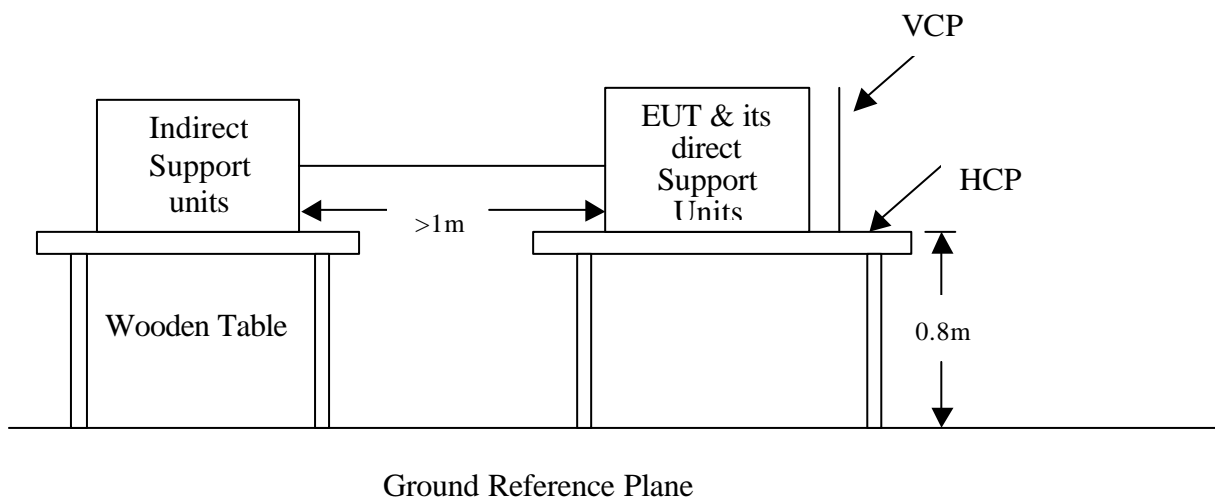 VCP
Indirect
Support
units
EUT & its
direct
Support
Units
HCP
>1m
Wooden Table
0.8m
Ground Reference Plane